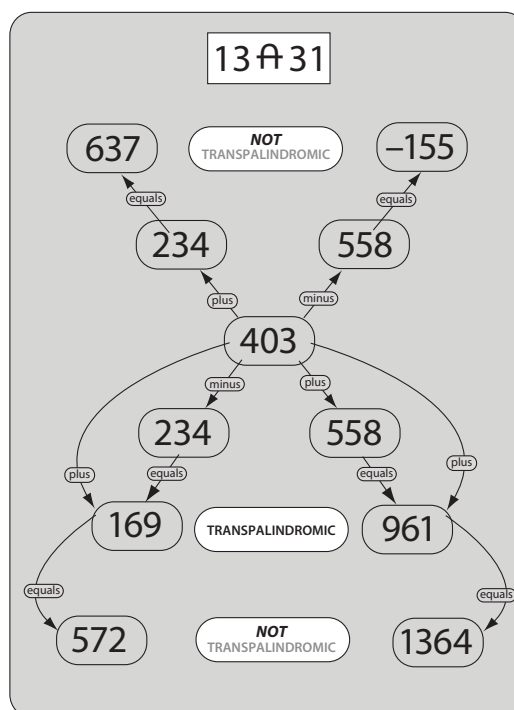 13 ₳ 31
637
NOT
TRANSPALINDROMIC
–155
equals
equals
234
558
plus
minus
403
minus
plus
234
558
plus
equals
equals
plus
169
TRANSPALINDROMIC
961
equals
equals
572
NOT
TRANSPALINDROMIC
1364